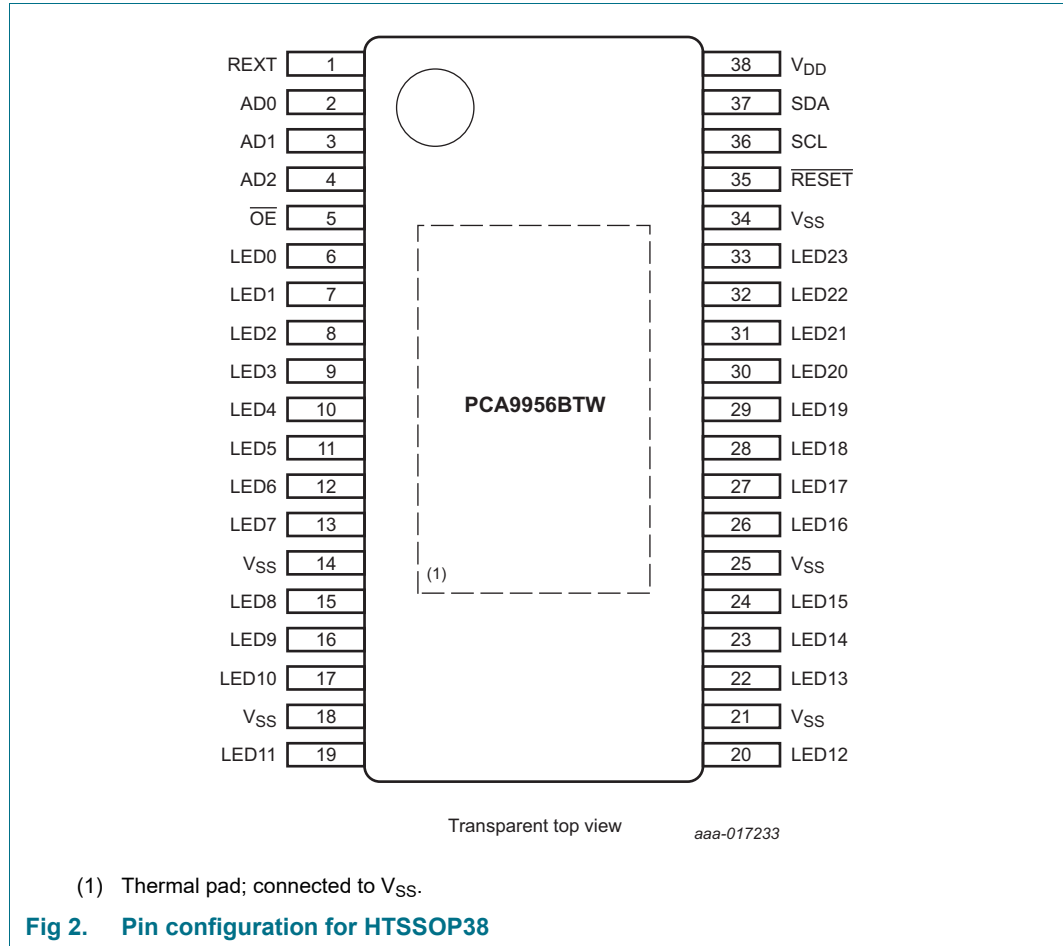 REXT 1 38 VDD
AD0 2 37 SDA
AD1 3 36 SCL
AD2 4 35 RESET
OE 5 34 VSS
LED0 6 33 LED23
LED1 7 32 LED22
LED2 8 31 LED21
LED3 9 30 LED20
LED4 10 PCA9956BTW 29 LED19
LED5 11 28 LED18
LED6 12 27 LED17
LED7 13 26 LED16
VSS 14 (1) 25 VSS
LED8 15 24 LED15
LED9 16 23 LED14
LED10 17 22 LED13
VSS 18 21 VSS
LED11 19 20 LED12
Transparent top view aaa-017233
(1) Thermal pad; connected to VSS.
Fig 2. Pin configuration for HTSSOP38